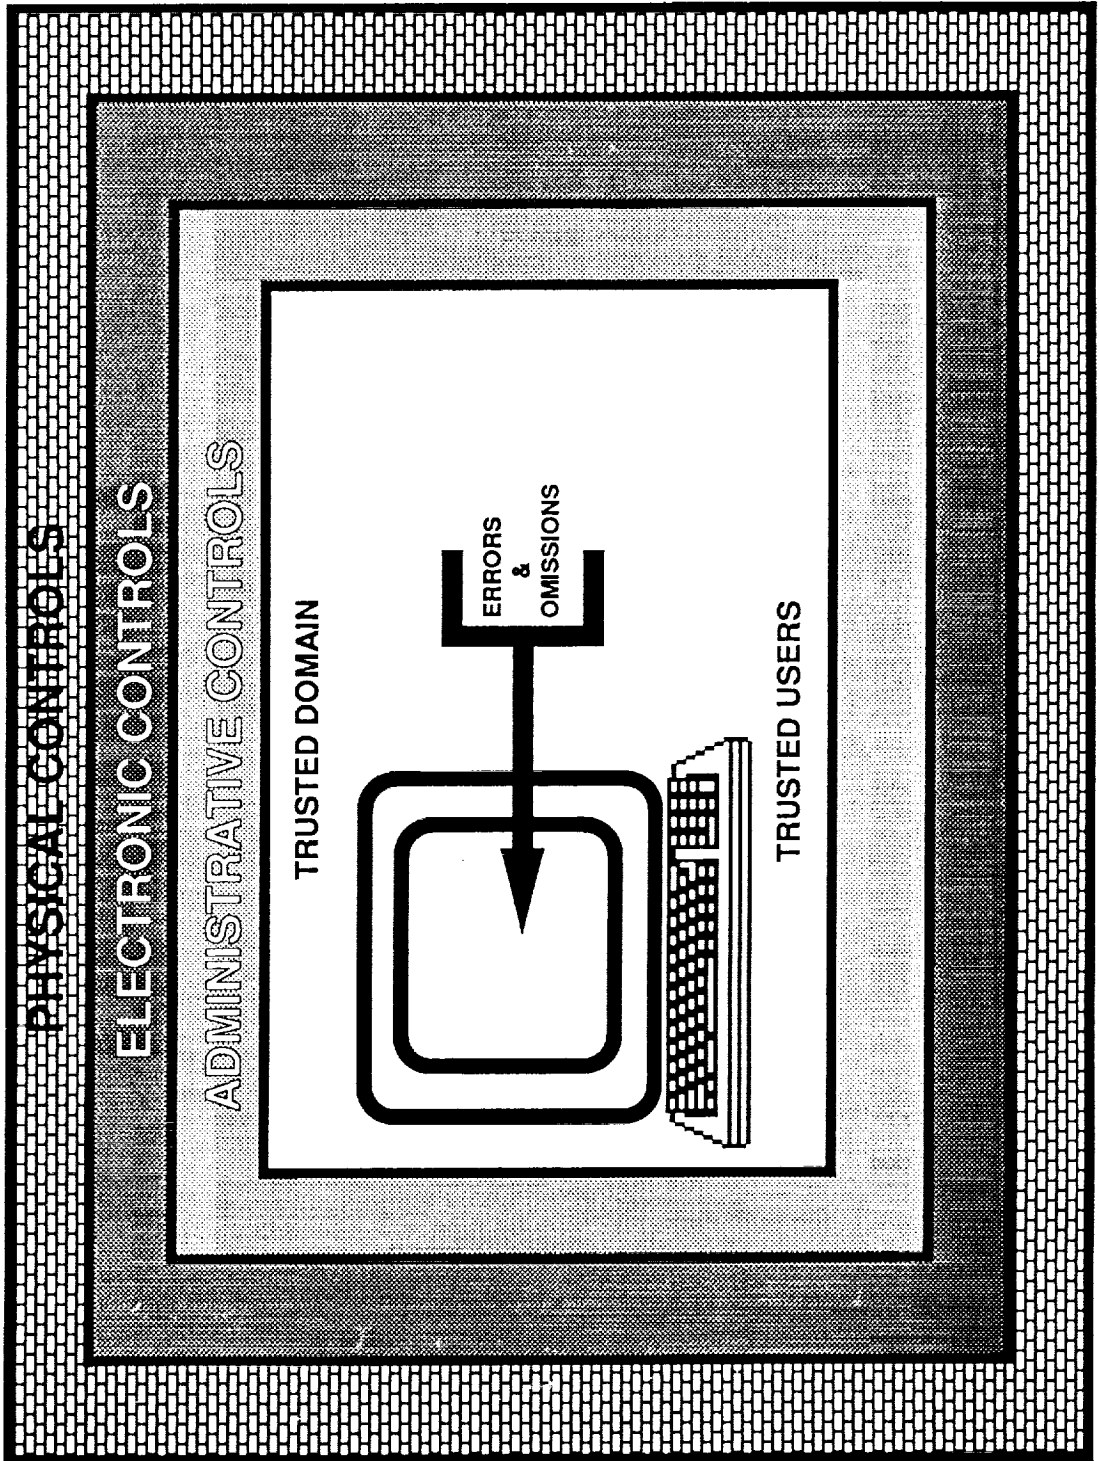 PHYSICAL CONTROLS
ELECTRONIC CONTROLS
ADMINISTRATIVE CONTROLS
TRUSTED DOMAIN
ERRORS
&
OMISSIONS
TRUSTED USERS